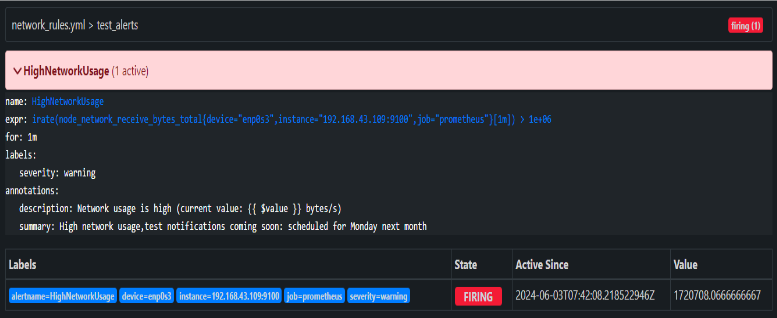 network_rules.yml > test_alerts
firing (1)
HighNetworkUsage (1 active)
name: HighNetworkUsage
expr: irate(node_network_receive_bytes_total{device="enp0s3",instance="192.168.43.109:9100",job="prometheus"}[1m]) > 1e+06
for: 1m
labels:
severity: warning
annotations:
description: Network usage is high (current value: {{ $value }} bytes/s)
summary: High network usage,test notifications coming soon: scheduled for Monday next month
Labels State Active Since Value
alertname=HighNetworkUsage device=enp0s3 instance=192.168.43.109:9100 job=prometheus severity=warning FIRING 2024-06-03T07:42:08.218522946Z 1720708.0666666667